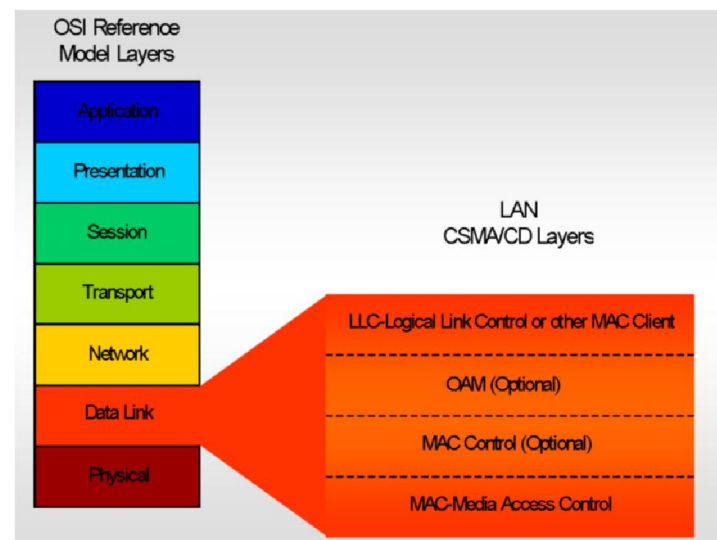 OSI Reference
Model Layers
Application
Presentation
Session
Transport
Network
Data Link
Physical
LAN
CSMA/CD Layers
LLC-Logical Link Control or other MAC Client
OAM (Optional)
MAC Control (Optional)
MAC-Media Access Control